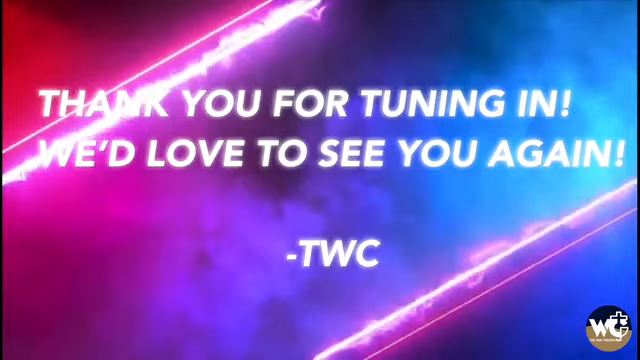 THANK YOU FOR TUNING IN!
WE'D LOVE TO SEE YOU AGAIN!
-TWC